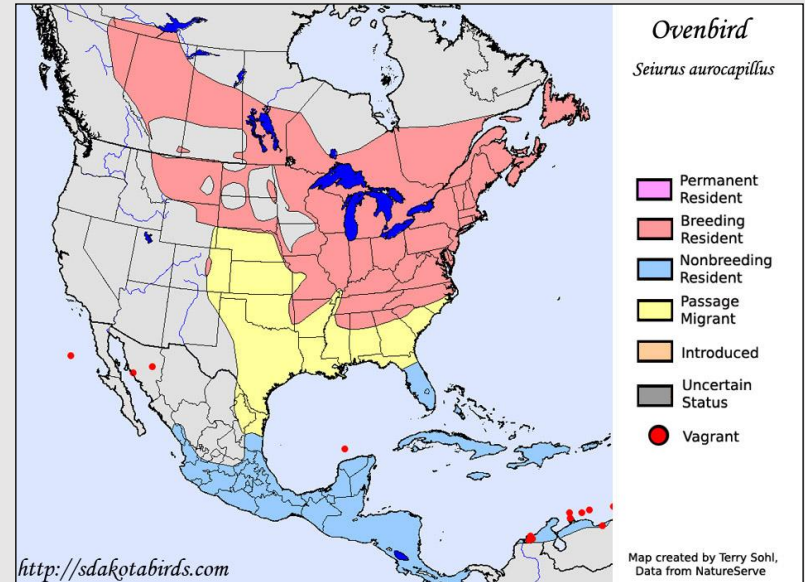 Ovenbird
Seiurus aurocapillus
Permanent
Resident
Breeding
Resident
Nonbreeding
Resident
Passage
Migrant
Introduced
Uncertain
Status
Vagrant
http://sdakotabirds.com
Map created by Terry Sohl,
Data from NatureServe